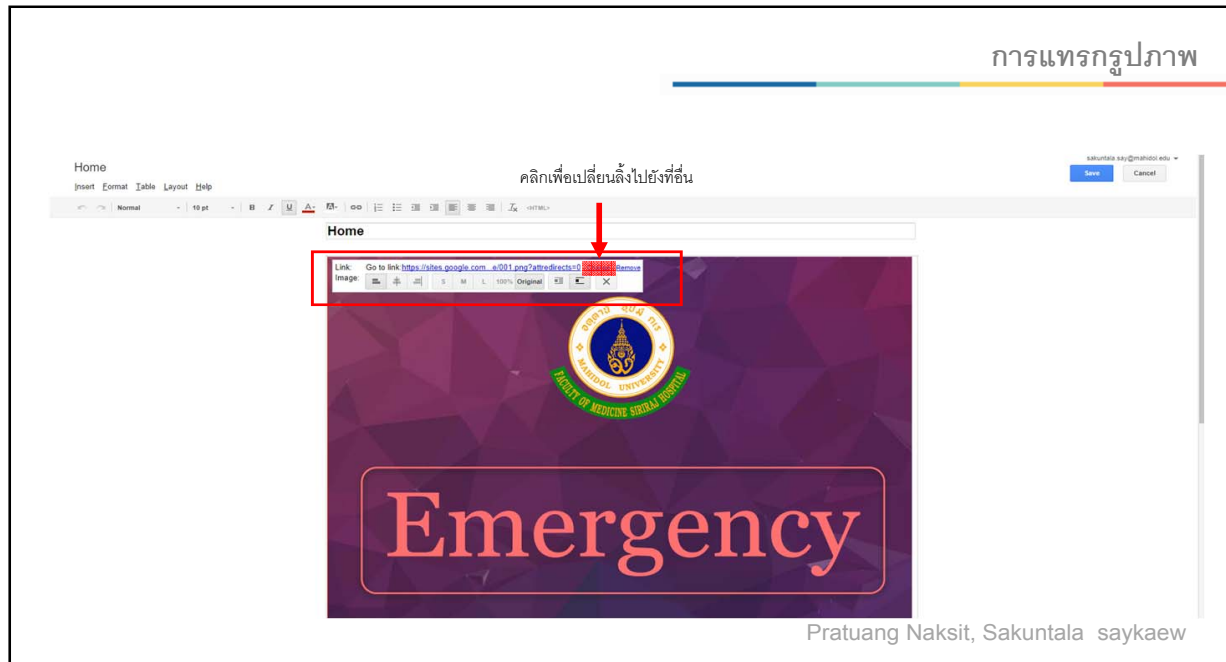 การแทรกรูปภาพ
Home
sakuntala.say@mahidol.edu
Insert Format Table Layout Help
คลิกเพื่อเปลี่ยนลิ้งไปยังที่อื่น
Save Cancel
Normal 10 pt B I U A <HTML>
Home
Link: Go to link:https://sites.google.com...e/001.png?attredirects=0 Remove
Image: S M L 100% Original
MAHIDOL UNIVERSITY
FACULTY OF MEDICINE SIRIRAJ HOSPITAL
Emergency
Pratuang Naksit, Sakuntala saykaew